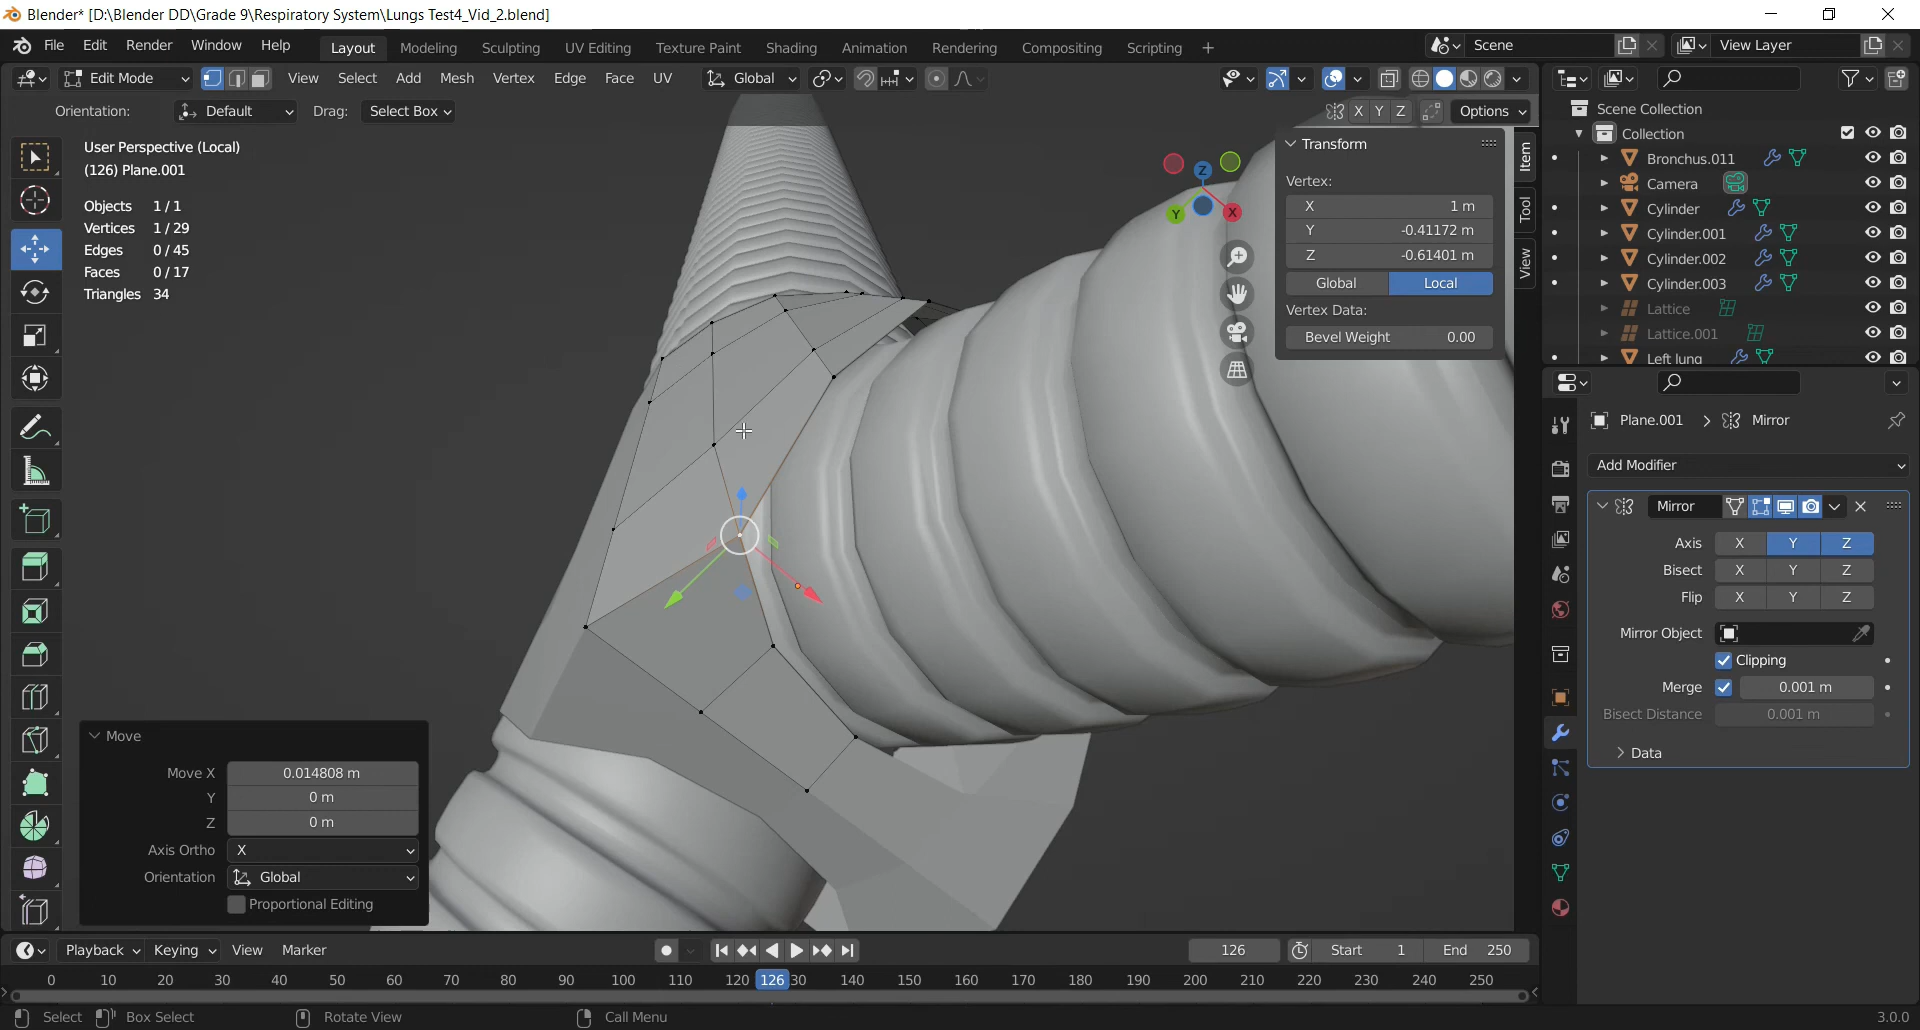 Blender* [D:\Blender DD\Grade 9\Respiratory System\Lungs Test4_Vid_2.blend]
File Edit Render Window Help Layout Modeling Sculpting UV Editing Texture Paint Shading Animation Rendering Compositing Scripting + Scene View Layer
Edit Mode View Select Add Mesh Vertex Edge Face UV Global
Orientation: Default Drag: Select Box X Y Z Options
User Perspective (Local)
(126) Plane.001
Objects 1/1
Vertices 1/29
Edges 0/45
Faces 0/17
Triangles 34
Z
Y
X
Transform
Vertex:
X 1 m
Y -0.41172 m
Z -0.61401 m
Global Local
Vertex Data:
Bevel Weight 0.00
Item
Tool
View
Scene Collection
Collection
Bronchus.011
Camera
Cylinder
Cylinder.001
Cylinder.002
Cylinder.003
Lattice
Lattice.001
Left lung
Plane.001 Mirror
Add Modifier
Mirror
Axis X Y Z
Bisect X Y Z
Flip X Y Z
Mirror Object
Clipping
Merge 0.001 m
Bisect Distance 0.001 m
Data
Move
Move X 0.014808 m
Y 0 m
Z 0 m
Axis Ortho X
Orientation Global
Proportional Editing
Playback Keying View Marker 126 Start 1 End 250
0 10 20 30 40 50 60 70 80 90 100 110 120 126 30 140 150 160 170 180 190 200 210 220 230 240 250
Select Box Select Rotate View Call Menu 3.0.0